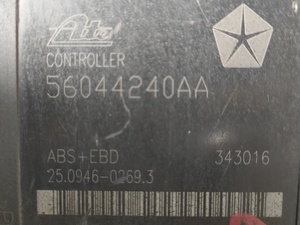 Ate
CONTROLLER
56044240AA
ABS+EBD 343016
25.0946-0269.3